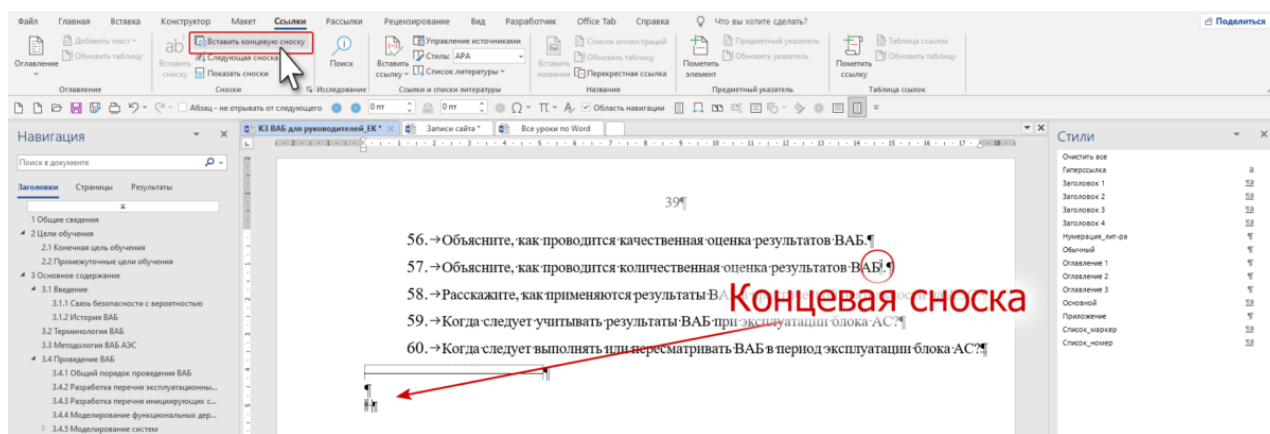 Файл Главная Вставка Конструктор Макет Ссылки Рассылки Рецензирование Вид Разработчик Office Tab Справка Что вы хотите сделать? Поделиться
Оглавление
Добавить текст
Обновить таблицу
Оглавление
ab
Вставить сноску
Вставить концевую сноску
Следующая сноска
Показать сноски
Сноски
Поиск
Исследование
Вставить ссылку
Управление источниками
Стиль: APA
Список литературы
Ссылки и списки литературы
Вставить название
Список иллюстраций
Обновить таблицу
Перекрестная ссылка
Названия
Пометить элемент
Предметный указатель
Обновить указатель
Предметный указатель
Пометить ссылку
Таблица ссылок
Обновить таблицу
Таблица ссылок
Абзац - не отрывать от следующего 0 пт 0 пт Область навигации
Навигация
Поиск в документе
Заголовки Страницы Результаты
1 Общие сведения
2 Цели обучения
2.1 Конечная цель обучения
2.2 Промежуточные цели обучения
3 Основное содержание
3.1 Введение
3.1.1 Связь безопасности с вероятностью
3.1.2 История ВАБ
3.2 Терминология ВАБ
3.3 Методология ВАБ АЭС
3.4 Проведение ВАБ
3.4.1 Общий порядок проведения ВАБ
3.4.2 Разработка перечня эксплуатационны...
3.4.3 Разработка перечня инициирующих с...
3.4.4 Моделирование функциональных дер...
3.4.5 Моделирование систем
КЗ ВАБ для руководителей_ЕК * Записи сайта * Все уроки по Word
39¶
56.→Объясните,·как·проводится·качественная·оценка·результатов·ВАБ.¶
57.→Объясните,·как·проводится·количественная·оценка·результатов·ВАБ.¶
58.→Расскажите,·как·применяются·результаты·
Концевая сноска
59.→Когда·следует·учитывать·результаты·ВАБ·при·эксплуатации·блока·АС?¶
60.→Когда·следует·выполнять·или·пересматривать·ВАБ·в·период·эксплуатации·блока·АС?¶
¶
¶
Стили
Очистить все
Гиперссылка a
Заголовок 1
Заголовок 2
Заголовок 3
Заголовок 4
Нумерация_лит-ра
Обычный
Оглавление 1
Оглавление 2
Оглавление 3
Основной
Приложение
Список_маркер
Список_номер